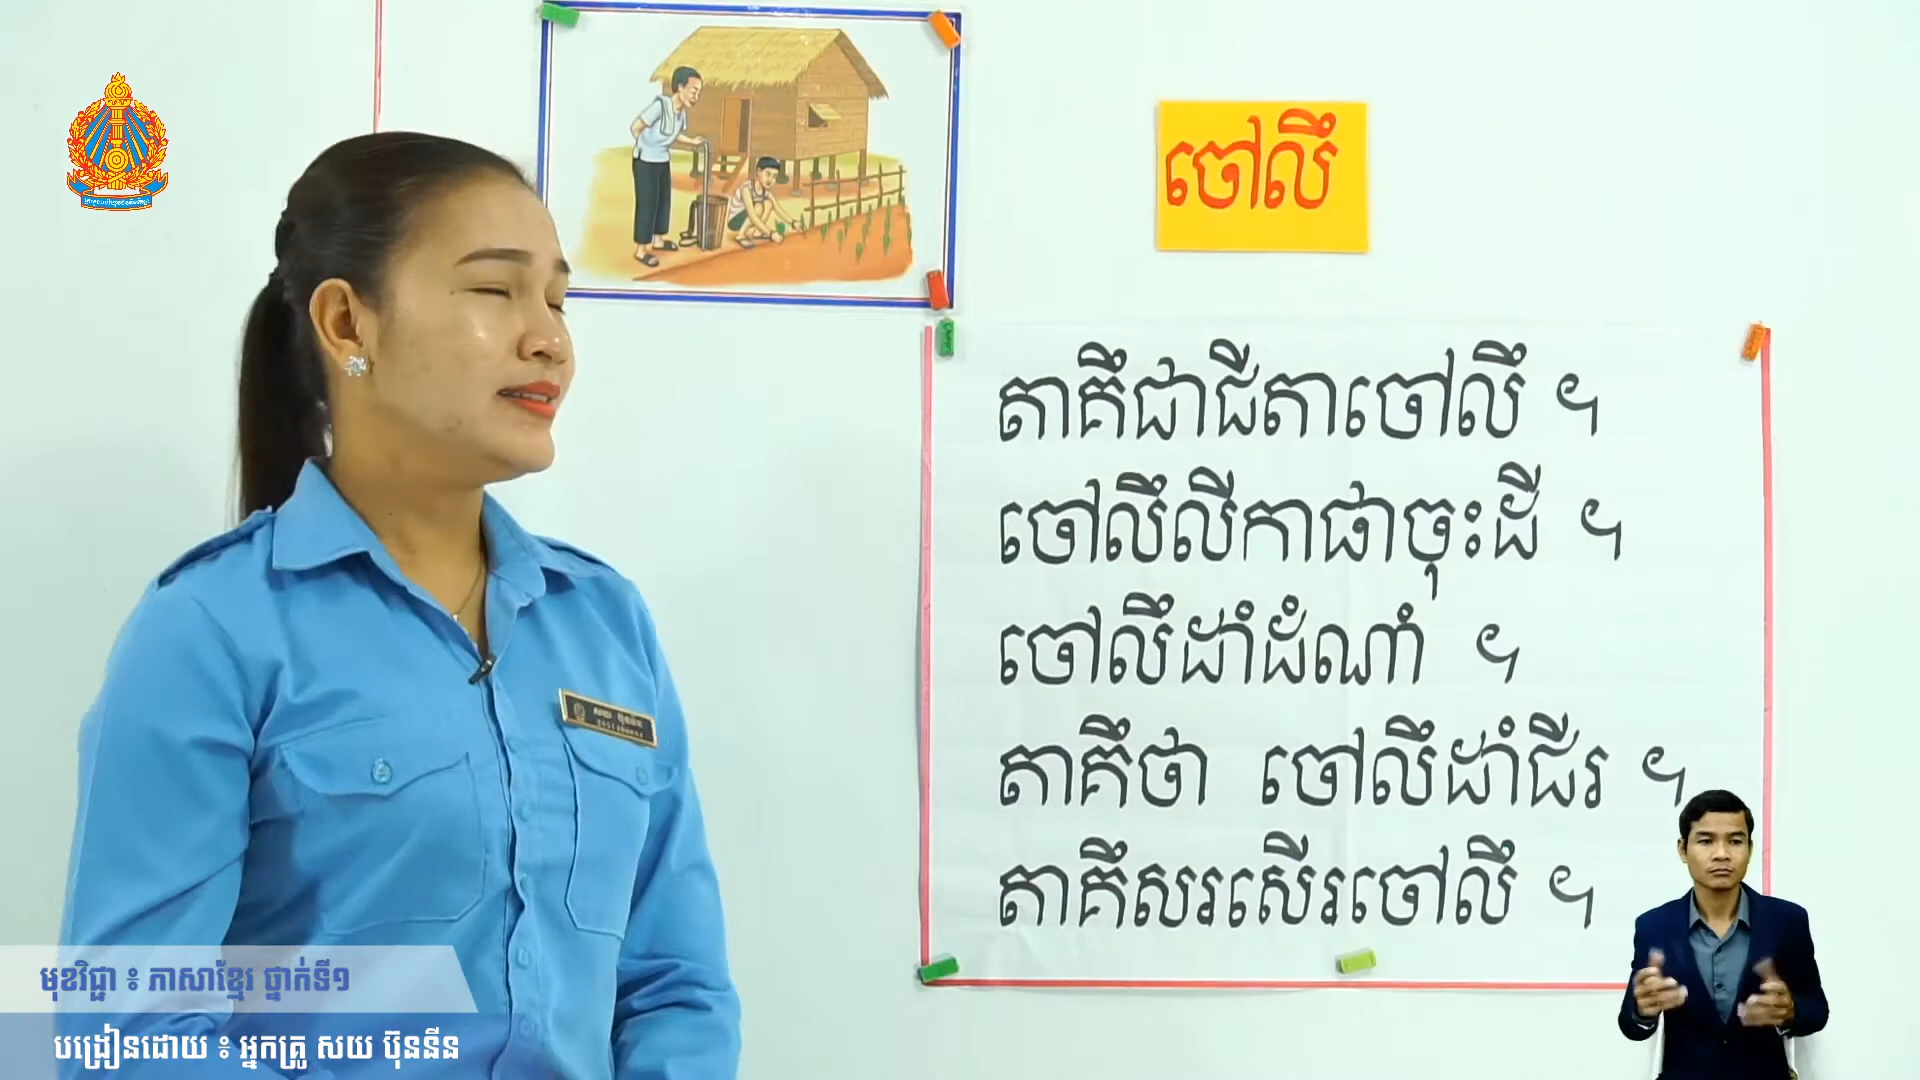 ចៅលឹ
តាគឹជាជីតាចៅលឹ ។
ចៅលឹលីកាផាចុះដី ។
ចៅលឹដាំដំណាំ ។
តាគឹថា ចៅលឹដាំជីរ ។
តាគឹសរសើរចៅលឹ ។
មុខវិជ្ជា ៖ ភាសាខ្មែរ ថ្នាក់ទី១
បង្រៀនដោយ ៖ អ្នកគ្រូ សយ ប៊ុននីន